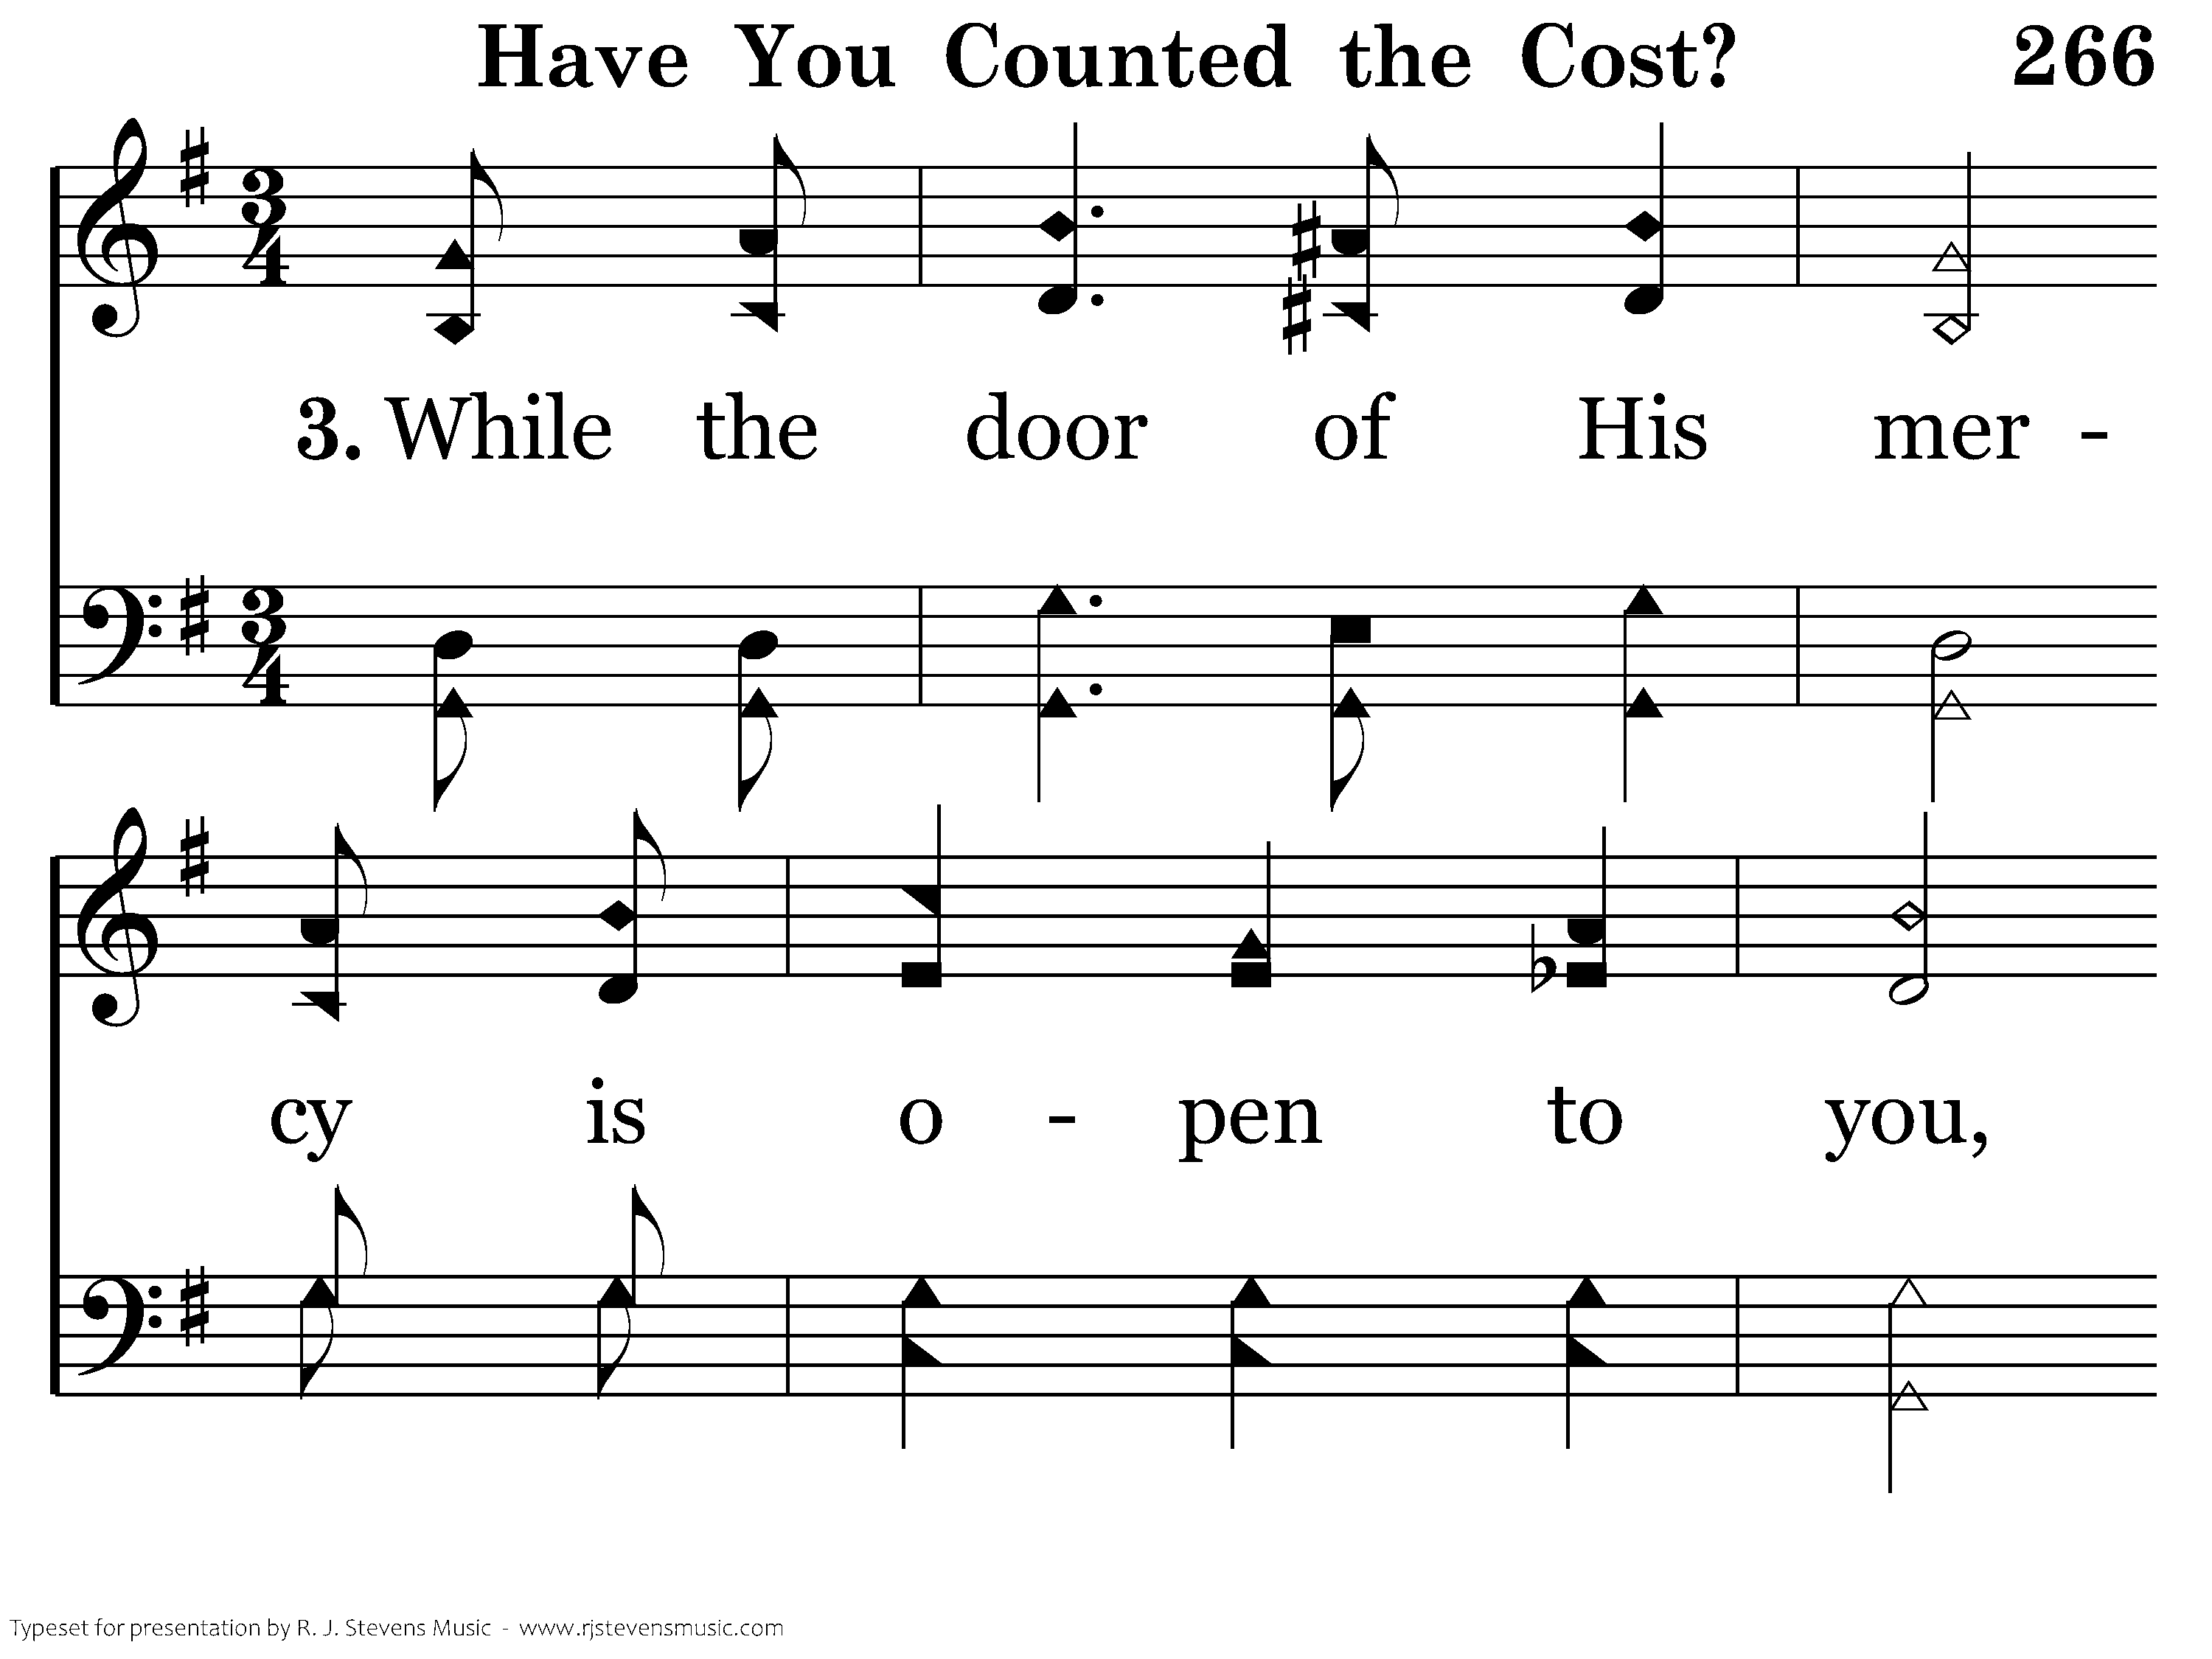 Have You Counted the Cost? 266
3. While the door of His mer -
cy is o - pen to you,
Typeset for presentation by R. J. Stevens Music - www.rjstevensmusic.com